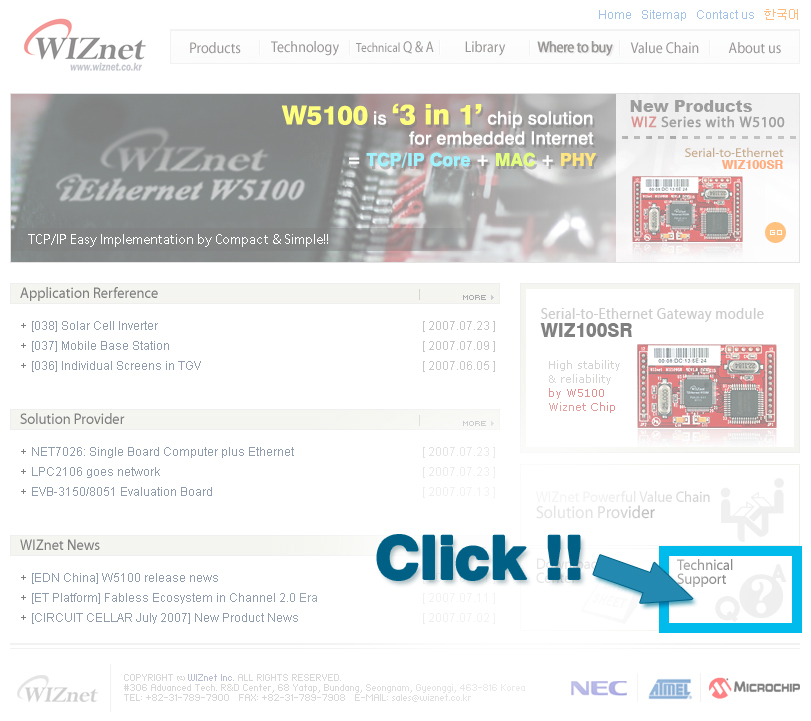 Home Sitemap Contact us 한국어
WIZnet
www.wiznet.co.kr
Products Technology Technical Q & A Library Where to buy Value Chain About us
W5100 is '3 in 1' chip solution
for embedded Internet
= TCP/IP Core + MAC + PHY
WIZnet
iEthernet W5100
TCP/IP Easy Implementation by Compact & Simple!!
New Products
WIZ Series with W5100
Serial-to-Ethernet
WIZ100SR
GO
Application Rerference MORE
+ [038] Solar Cell Inverter [ 2007.07.23 ]
+ [037] Mobile Base Station [ 2007.07.09 ]
+ [036] Individual Screens in TGV [ 2007.06.05 ]
Serial-to-Ethernet Gateway module
WIZ100SR
High stability
& reliability
by W5100
Wiznet Chip
Solution Provider MORE
+ NET7026: Single Board Computer plus Ethernet [ 2007.07.23 ]
+ LPC2106 goes network [ 2007.07.23 ]
+ EVB-3150/8051 Evaluation Board [ 2007.07.13 ]
WIZnet Powerful Value Chain
Solution Provider
WIZnet News
+ [EDN China] W5100 release news
+ [ET Platform] Fabless Ecosystem in Channel 2.0 Era [ 2007.07.11 ]
+ [CIRCUIT CELLAR July 2007] New Product News [ 2007.07.02 ]
Click !!
Technical
Support
Q A
WIZnet
COPYRIGHT © WIZnet Inc. ALL RIGHTS RESERVED.
#306 Advanced Tech. R&D Center, 68 Yatap, Bundang, Seongnam, Gyeonggi, 463-816 Korea
TEL: +82-31-789-7900 FAX: +82-31-789-7908 E-MAIL: sales@wiznet.co.kr
NEC ATMEL MICROCHIP